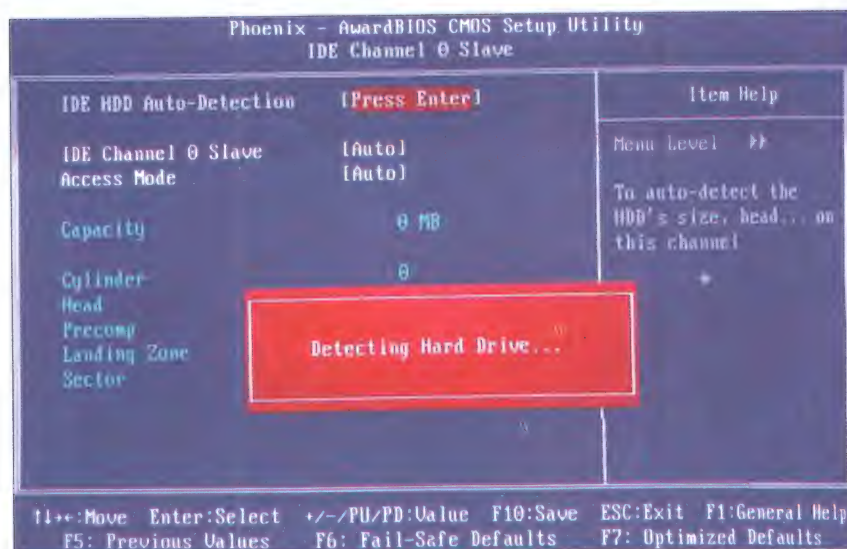 Phoenix - AwardBIOS CMOS Setup Utility
IDE Channel 0 Slave
IDE HDD Auto-Detection [Press Enter]
IDE Channel 0 Slave [Auto]
Access Mode [Auto]
Capacity 0 MB
Cylinder 0
Head
Precomp
Landing Zone
Sector
Detecting Hard Drive...
Item Help
Menu Level ►►
To auto-detect the
HDD's size, head... on
this channel
↑↓→←:Move Enter:Select +/-/PU/PD:Value F10:Save ESC:Exit F1:General Help
F5: Previous Values F6: Fail-Safe Defaults F7: Optimized Defaults